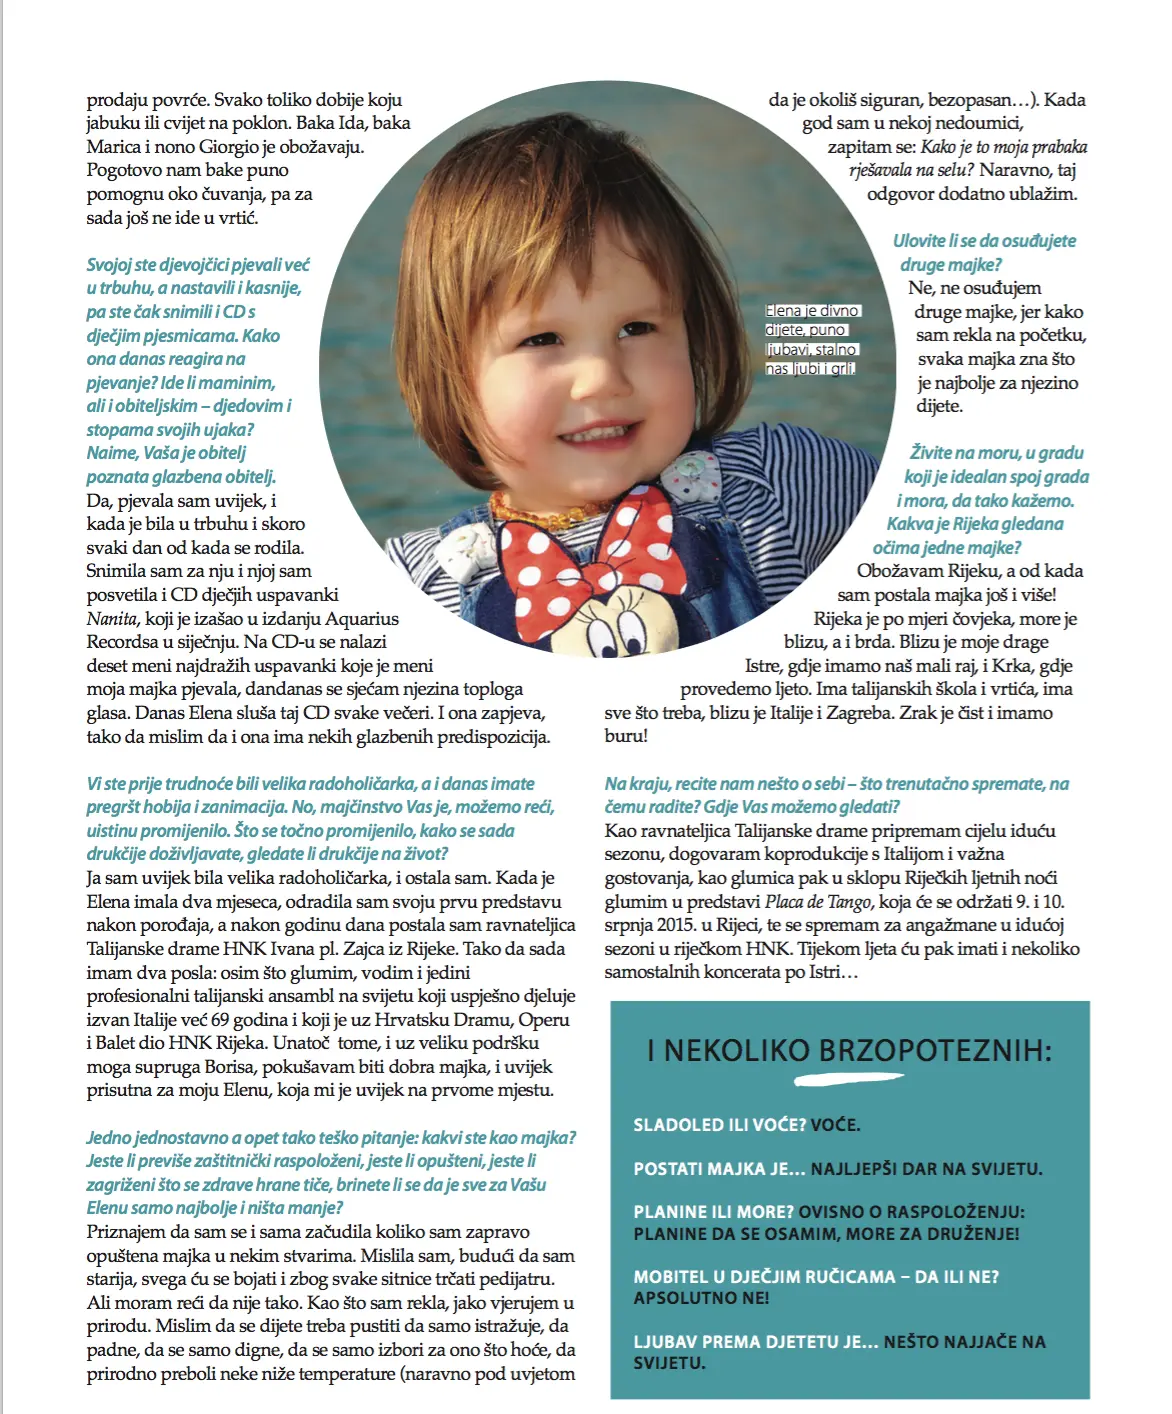 prodaju povrće. Svako toliko dobije koju
jabuku ili cvijet na poklon. Baka Ida, baka
Marica i nono Giorgio je obožavaju.
Pogotovo nam bake puno
pomognu oko čuvanja, pa za
sada još ne ide u vrtić.
Svojoj ste djevojčici pjevali već
u trbuhu, a nastavili i kasnije,
pa ste čak snimili i CD s
dječjim pjesmicama. Kako
ona danas reagira na
pjevanje? Ide li maminim,
ali i obiteljskim – djedovim i
stopama svojih ujaka?
Naime, Vaša je obitelj
poznata glazbena obitelj.
Da, pjevala sam uvijek, i
kada je bila u trbuhu i skoro
svaki dan od kada se rodila.
Snimila sam za nju i njoj sam
posvetila i CD dječjih uspavanki
Nanita, koji je izašao u izdanju Aquarius
Recordsa u siječnju. Na CD-u se nalazi
deset meni najdražih uspavanki koje je meni
moja majka pjevala, dandanas se sjećam njezina toploga
glasa. Danas Elena sluša taj CD svake večeri. I ona zapjeva,
tako da mislim da i ona ima nekih glazbenih predispozicija.
Vi ste prije trudnoće bili velika radoholičarka, a i danas imate
pregršt hobija i zanimacija. No, majčinstvo Vas je, možemo reći,
uistinu promijenilo. Što se točno promijenilo, kako se sada
drukčije doživljavate, gledate li drukčije na život?
Ja sam uvijek bila velika radoholičarka, i ostala sam. Kada je
Elena imala dva mjeseca, odradila sam svoju prvu predstavu
nakon porođaja, a nakon godinu dana postala sam ravnateljica
Talijanske drame HNK Ivana pl. Zajca iz Rijeke. Tako da sada
imam dva posla: osim što glumim, vodim i jedini
profesionalni talijanski ansambl na svijetu koji uspješno djeluje
izvan Italije već 69 godina i koji je uz Hrvatsku Dramu, Operu
i Balet dio HNK Rijeka. Unatoč tome, i uz veliku podršku
moga supruga Borisa, pokušavam biti dobra majka, i uvijek
prisutna za moju Elenu, koja mi je uvijek na prvome mjestu.
Jedno jednostavno a opet tako teško pitanje: kakvi ste kao majka?
Jeste li previše zaštitnički raspoloženi, jeste li opušteni, jeste li
zagriženi što se zdrave hrane tiče, brinete li se da je sve za Vašu
Elenu samo najbolje i ništa manje?
Priznajem da sam se i sama začudila koliko sam zapravo
opuštena majka u nekim stvarima. Mislila sam, budući da sam
starija, svega ću se bojati i zbog svake sitnice trčati pedijatru.
Ali moram reći da nije tako. Kao što sam rekla, jako vjerujem u
prirodu. Mislim da se dijete treba pustiti da samo istražuje, da
padne, da se samo digne, da se samo izbori za ono što hoće, da
prirodno preboli neke niže temperature (naravno pod uvjetom
Elena je divno
dijete, puno
ljubavi, stalno
nas ljubi i grli.
da je okoliš siguran, bezopasan…). Kada
god sam u nekoj nedoumici,
zapitam se: Kako je to moja prabaka
rješavala na selu? Naravno, taj
odgovor dodatno ublažim.
Ulovite li se da osuđujete
druge majke?
Ne, ne osuđujem
druge majke, jer kako
sam rekla na početku,
svaka majka zna što
je najbolje za njezino
dijete.
Živite na moru, u gradu
koji je idealan spoj grada
i mora, da tako kažemo.
Kakva je Rijeka gledana
očima jedne majke?
Obožavam Rijeku, a od kada
sam postala majka još i više!
Rijeka je po mjeri čovjeka, more je
blizu, a i brda. Blizu je moje drage
Istre, gdje imamo naš mali raj, i Krka, gdje
provedemo ljeto. Ima talijanskih škola i vrtića, ima
sve što treba, blizu je Italije i Zagreba. Zrak je čist i imamo
buru!
Na kraju, recite nam nešto o sebi – što trenutačno spremate, na
čemu radite? Gdje Vas možemo gledati?
Kao ravnateljica Talijanske drame pripremam cijelu iduću
sezonu, dogovaram koprodukcije s Italijom i važna
gostovanja, kao glumica pak u sklopu Riječkih ljetnih noći
glumim u predstavi Placa de Tango, koja će se održati 9. i 10.
srpnja 2015. u Rijeci, te se spremam za angažmane u idućoj
sezoni u riječkom HNK. Tijekom ljeta ću pak imati i nekoliko
samostalnih koncerata po Istri…
I NEKOLIKO BRZOPOTEZNIH:
SLADOLED ILI VOĆE? VOĆE.
POSTATI MAJKA JE… NAJLJEPŠI DAR NA SVIJETU.
PLANINE ILI MORE? OVISNO O RASPOLOŽENJU:
PLANINE DA SE OSAMIM, MORE ZA DRUŽENJE!
MOBITEL U DJEČJIM RUČICAMA – DA ILI NE?
APSOLUTNO NE!
LJUBAV PREMA DJETETU JE… NEŠTO NAJJAČE NA
SVIJETU.